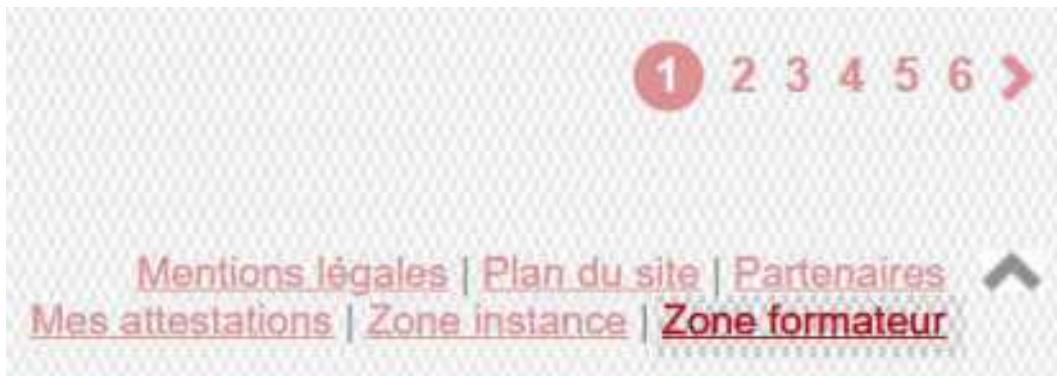 1 2 3 4 5 6
Mentions légales | Plan du site | Partenaires
Mes attestations | Zone instance | Zone formateur